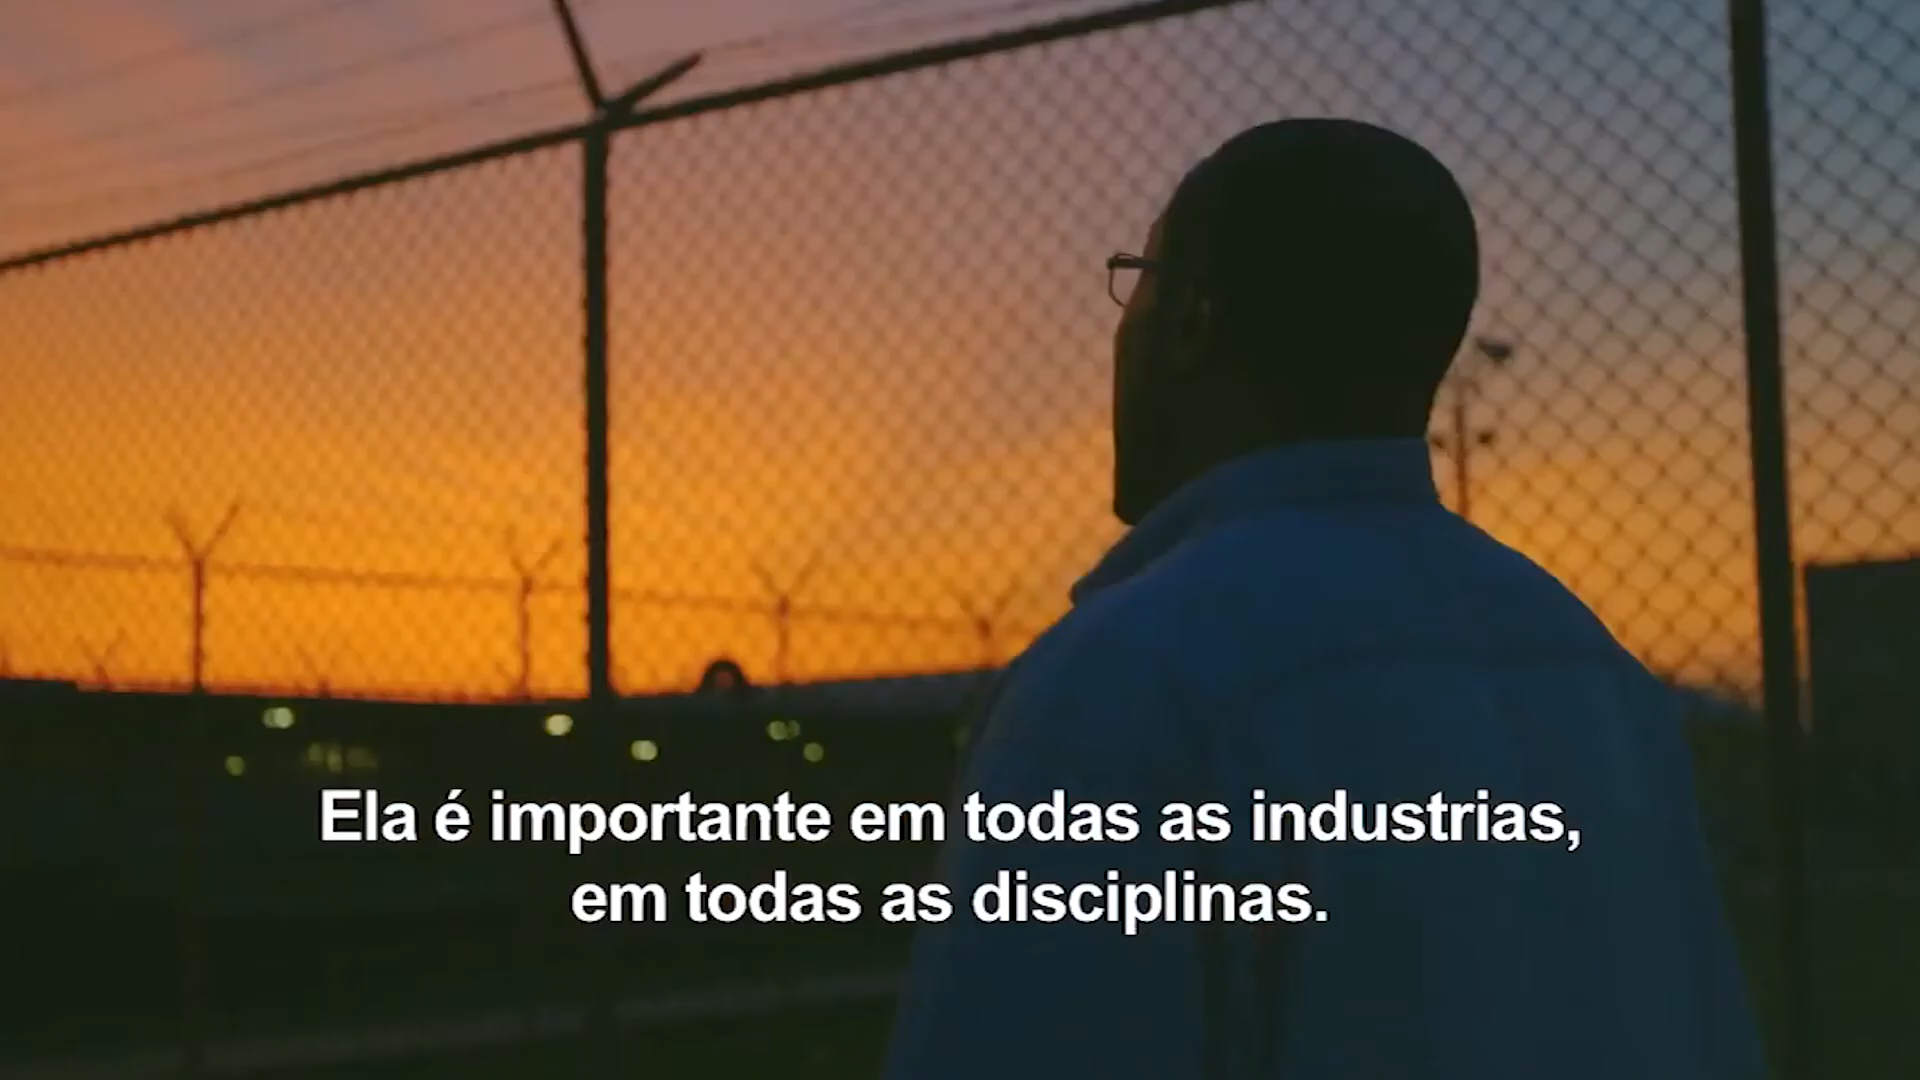 Ela é importante em todas as industrias,
em todas as disciplinas.